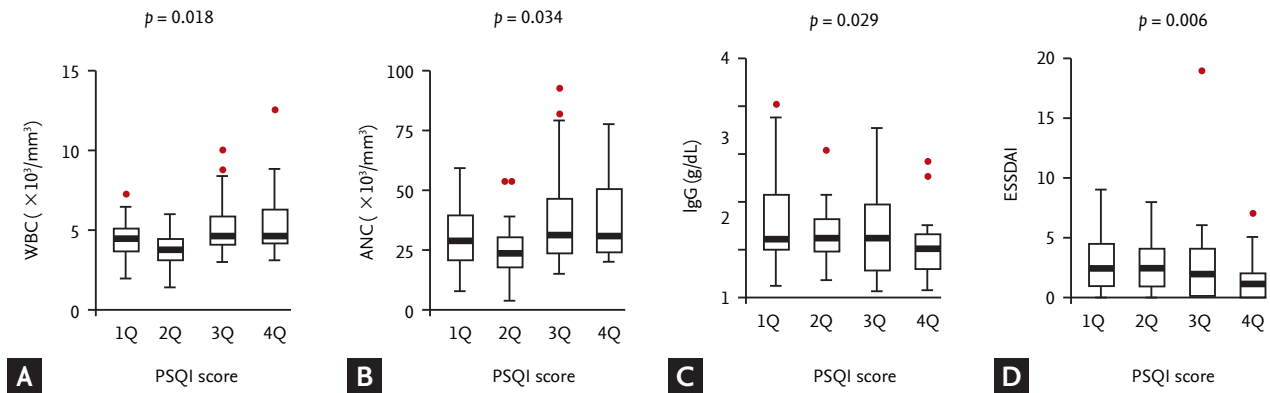 p = 0.018
15
10
5
0
WBC ( ×10³/mm³)
1Q 2Q 3Q 4Q
A
PSQI score
p = 0.034
100
75
50
25
0
ANC ( ×10³/mm³)
1Q 2Q 3Q 4Q
B
PSQI score
p = 0.029
4
3
2
1
IgG (g/dL)
1Q 2Q 3Q 4Q
C
PSQI score
p = 0.006
20
15
10
5
0
ESSDAI
1Q 2Q 3Q 4Q
D
PSQI score